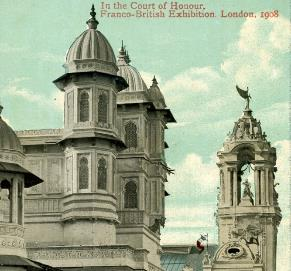 In the Court of Honour,
Franco-British Exhibition. London, 1908